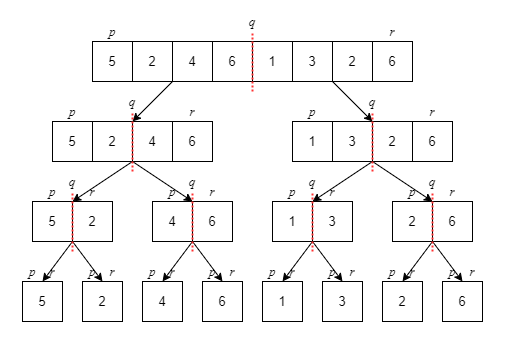 q
p r
5 2 4 6 1 3 2 6
q q
p r p r
5 2 4 6 1 3 2 6
q q q q
p r p r p r p r
5 2 4 6 1 3 2 6
p r p r p r p r p r p r p r p r
5 2 4 6 1 3 2 6